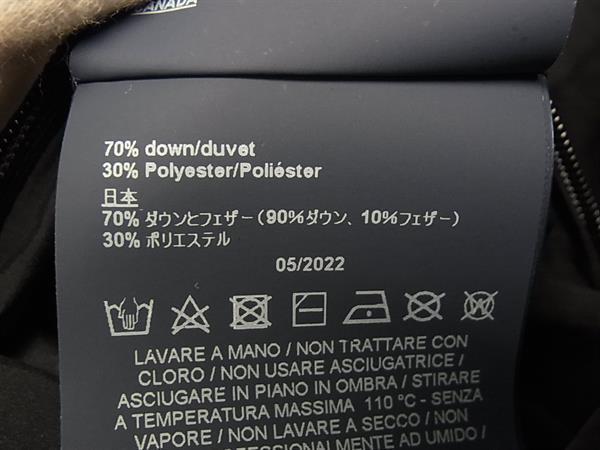 CANADA
70% down/duvet
30% Polyester/Poliéster
日本
70% ダウンとフェザー(90%ダウン、10%フェザー)
30% ポリエステル
05/2022
LAVARE A MANO / NON TRATTARE CON
CLORO / NON USARE ASCIUGATRICE /
ASCIUGARE IN PIANO IN OMBRA / STIRARE
A TEMPERATURA MASSIMA 110 °C - SENZA
VAPORE / NON LAVARE A SECCO / NON
AD UMIDO /